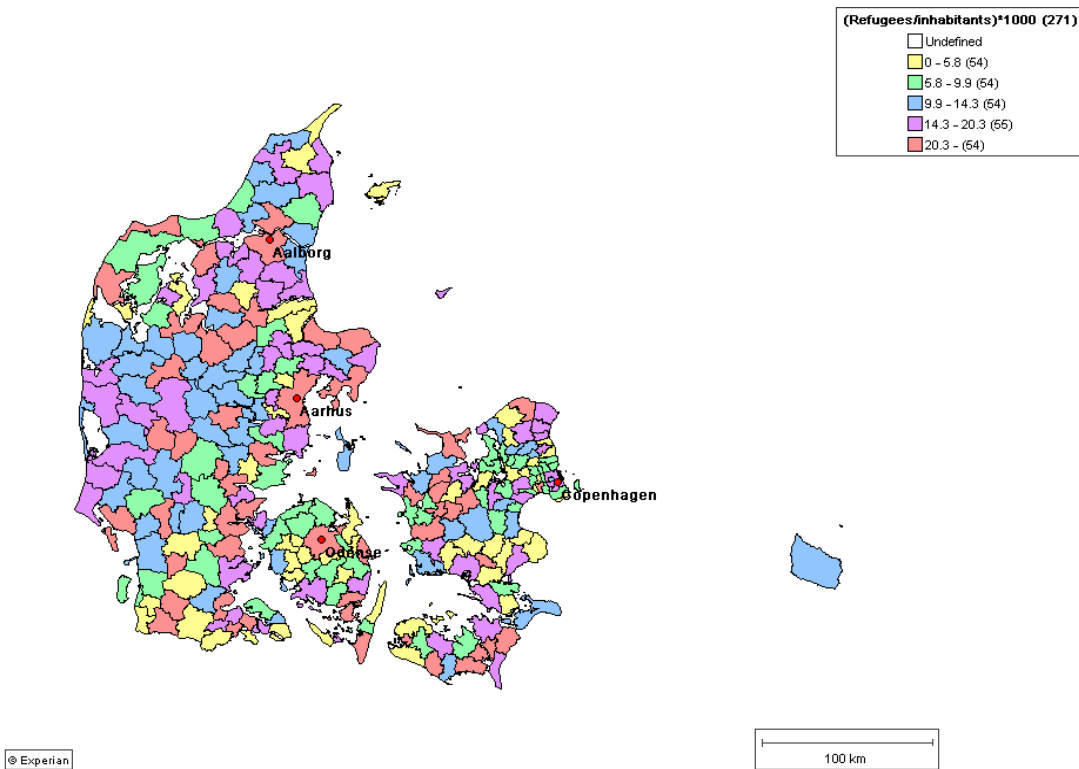 (Refugees/inhabitants)*1000 (271)
Undefined
0 - 5.8 (54)
5.8 - 9.9 (54)
9.9 - 14.3 (54)
14.3 - 20.3 (55)
20.3 - (54)
Aalborg
Aarhus
Copenhagen
Odense
© Experian
100 km